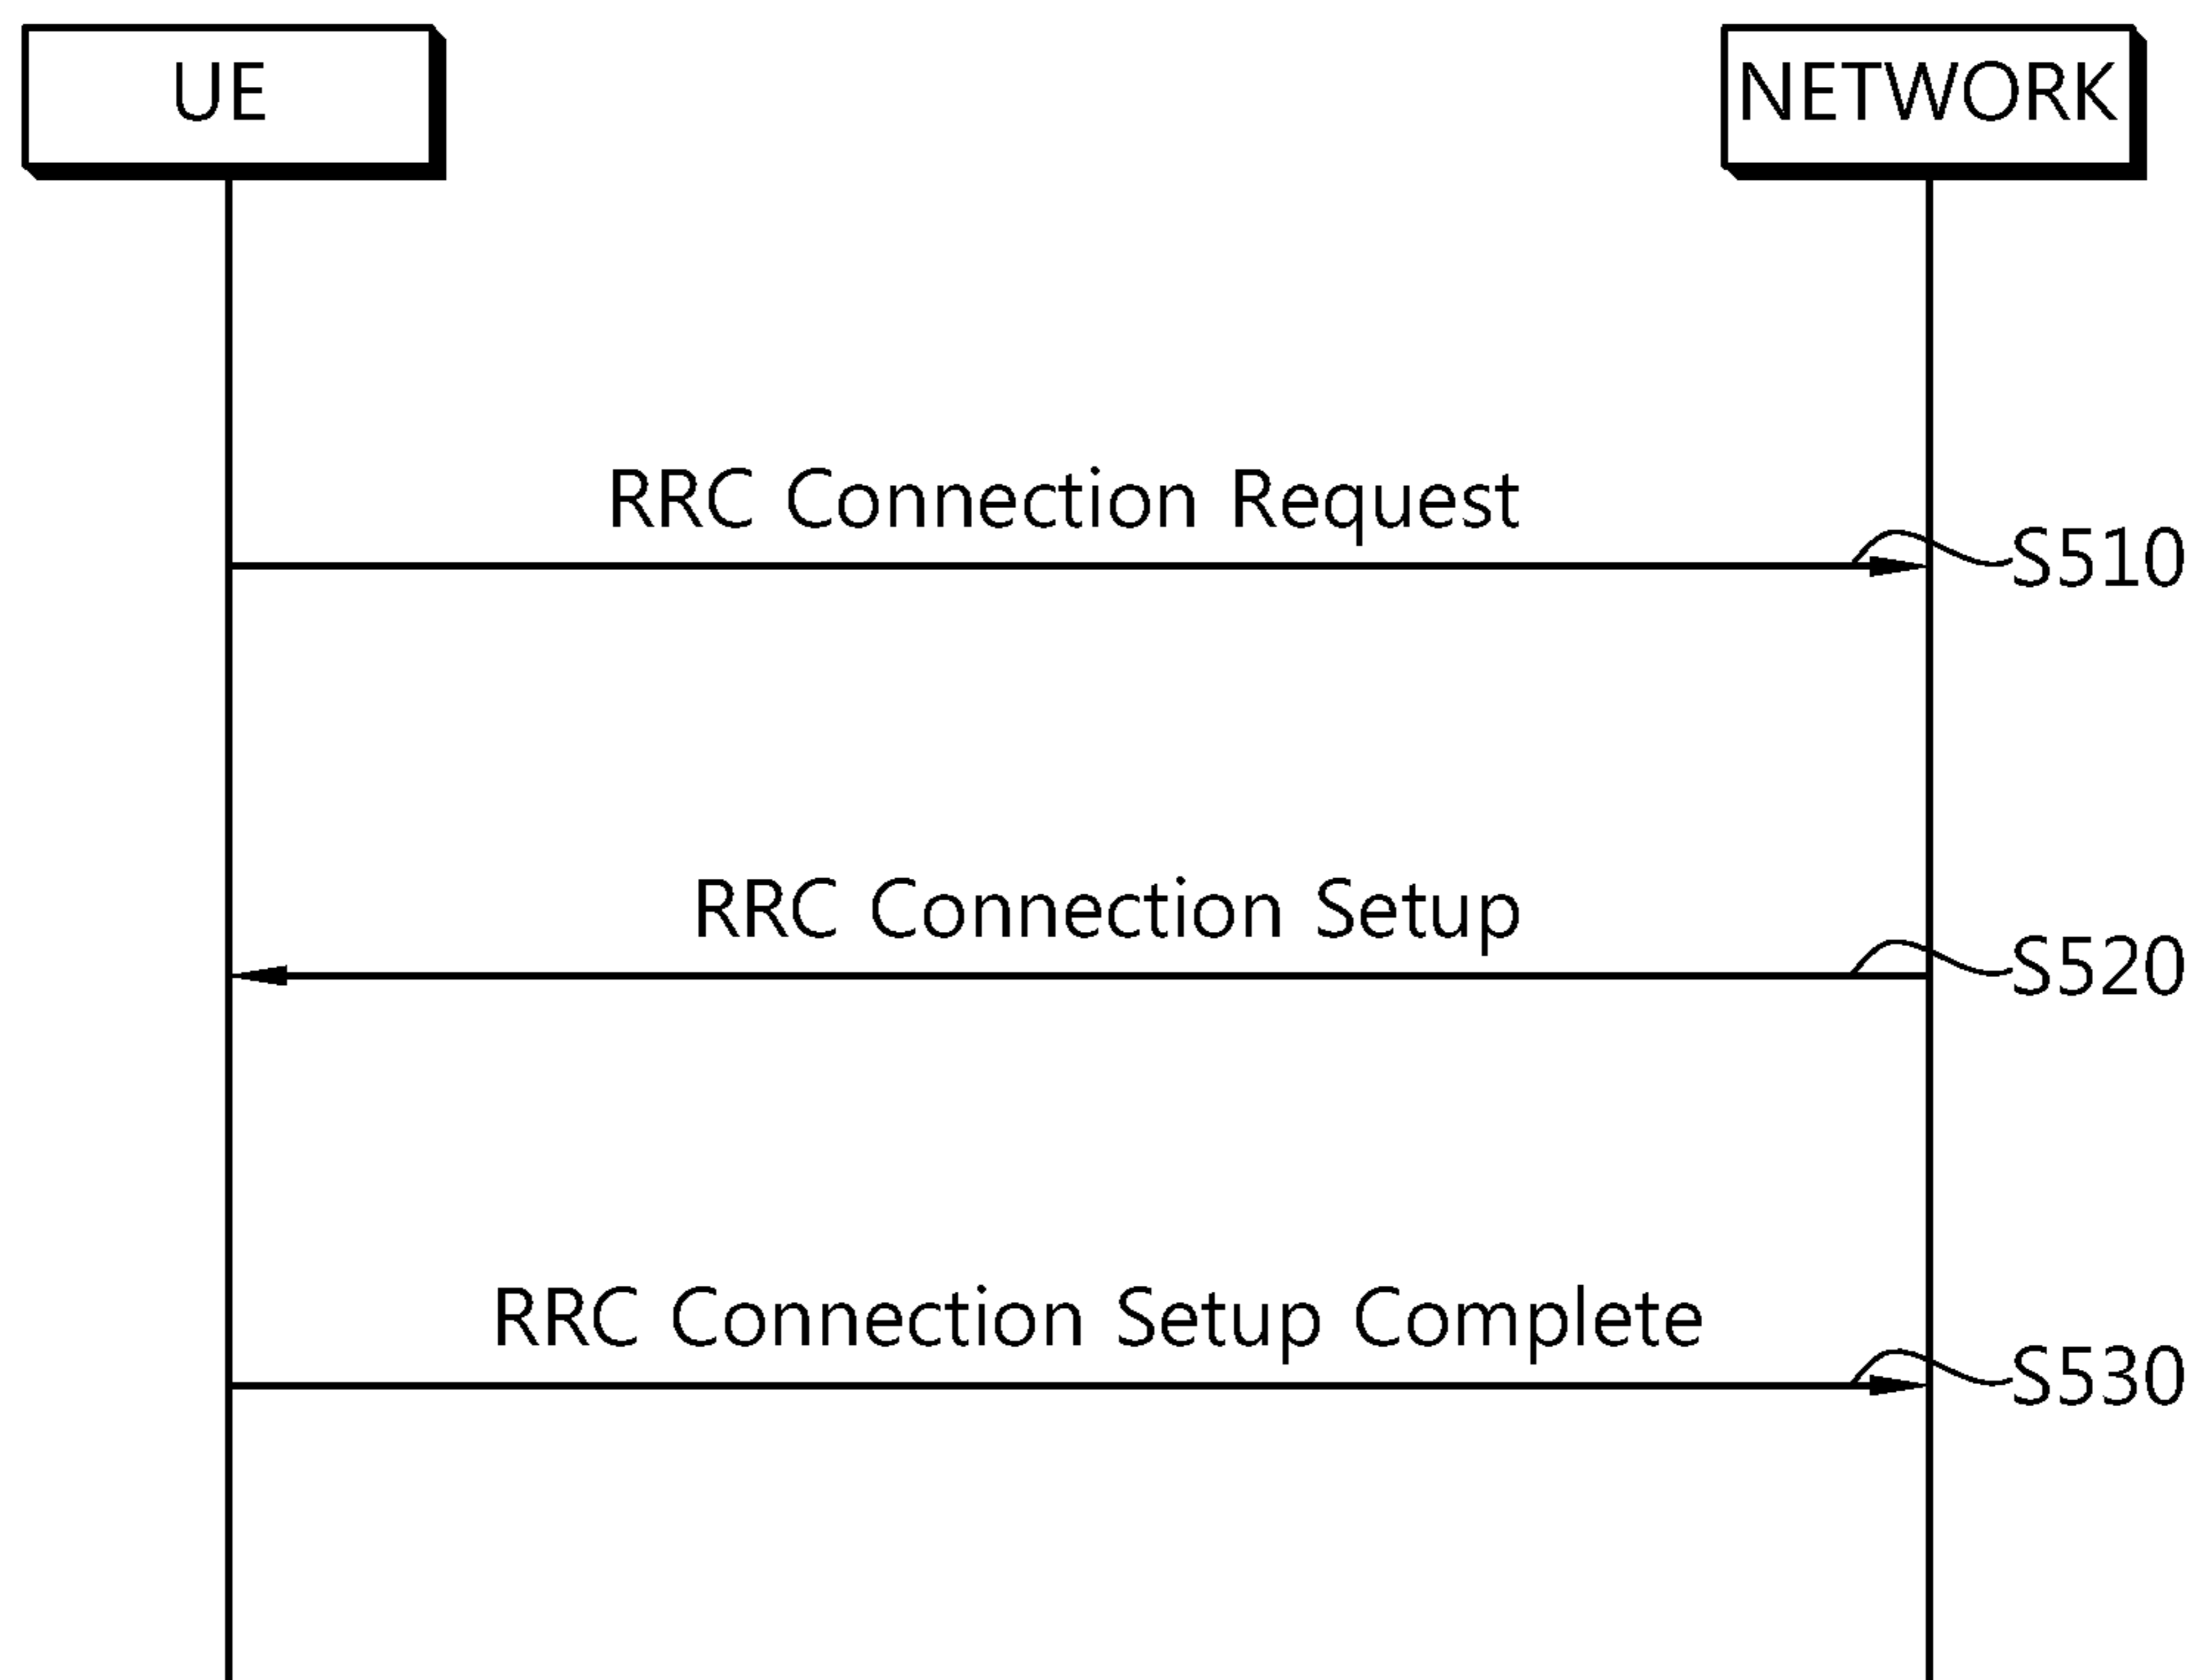 UE
NETWORK
RRC Connection Request
S510
RRC Connection Setup
S520
RRC Connection Setup Complete
S530